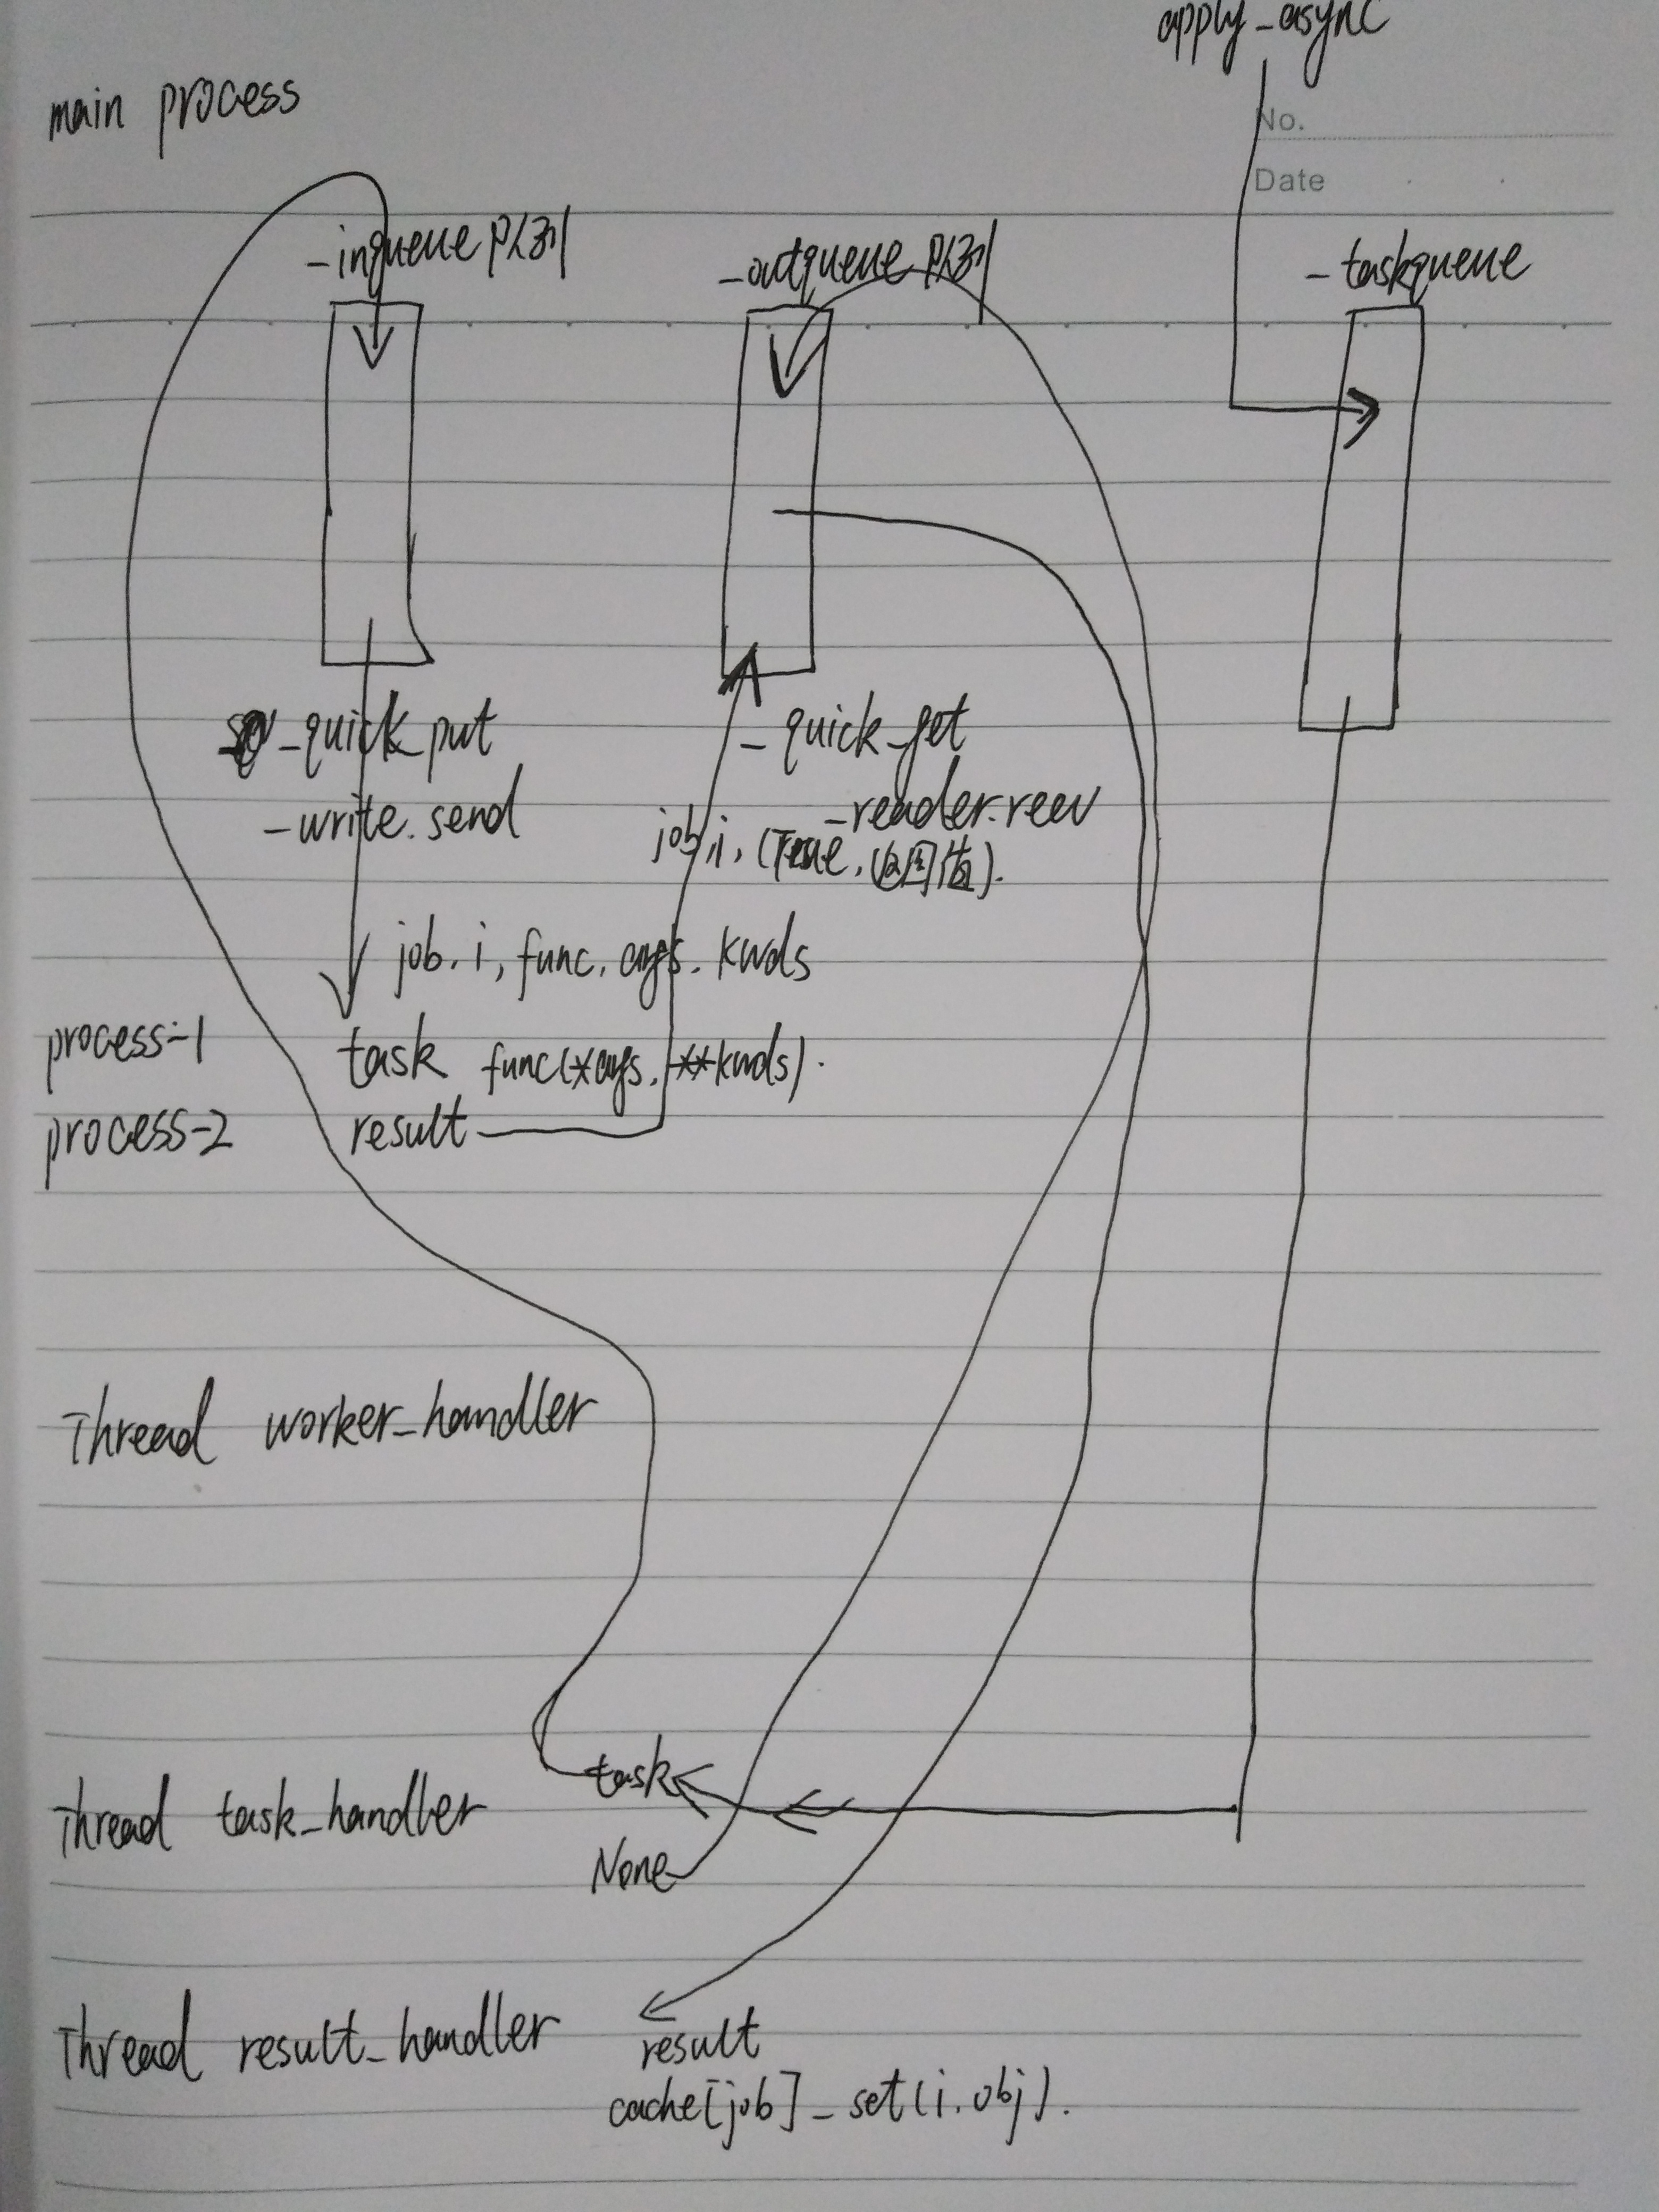 apply_async
main process
No.
Date
_inqueue 队列
_outqueue 队列
_taskqueue
_quick_put
_quick_get
_write.send
_reader.recv
job, i, (True, 返回值).
job, i, func, args, kwds
process-1
task func(*args, **kwds).
process-2
result
Thread worker_handler
task
Thread task_handler
None
Thread result_handler
result
cache[job]_set(i, obj).